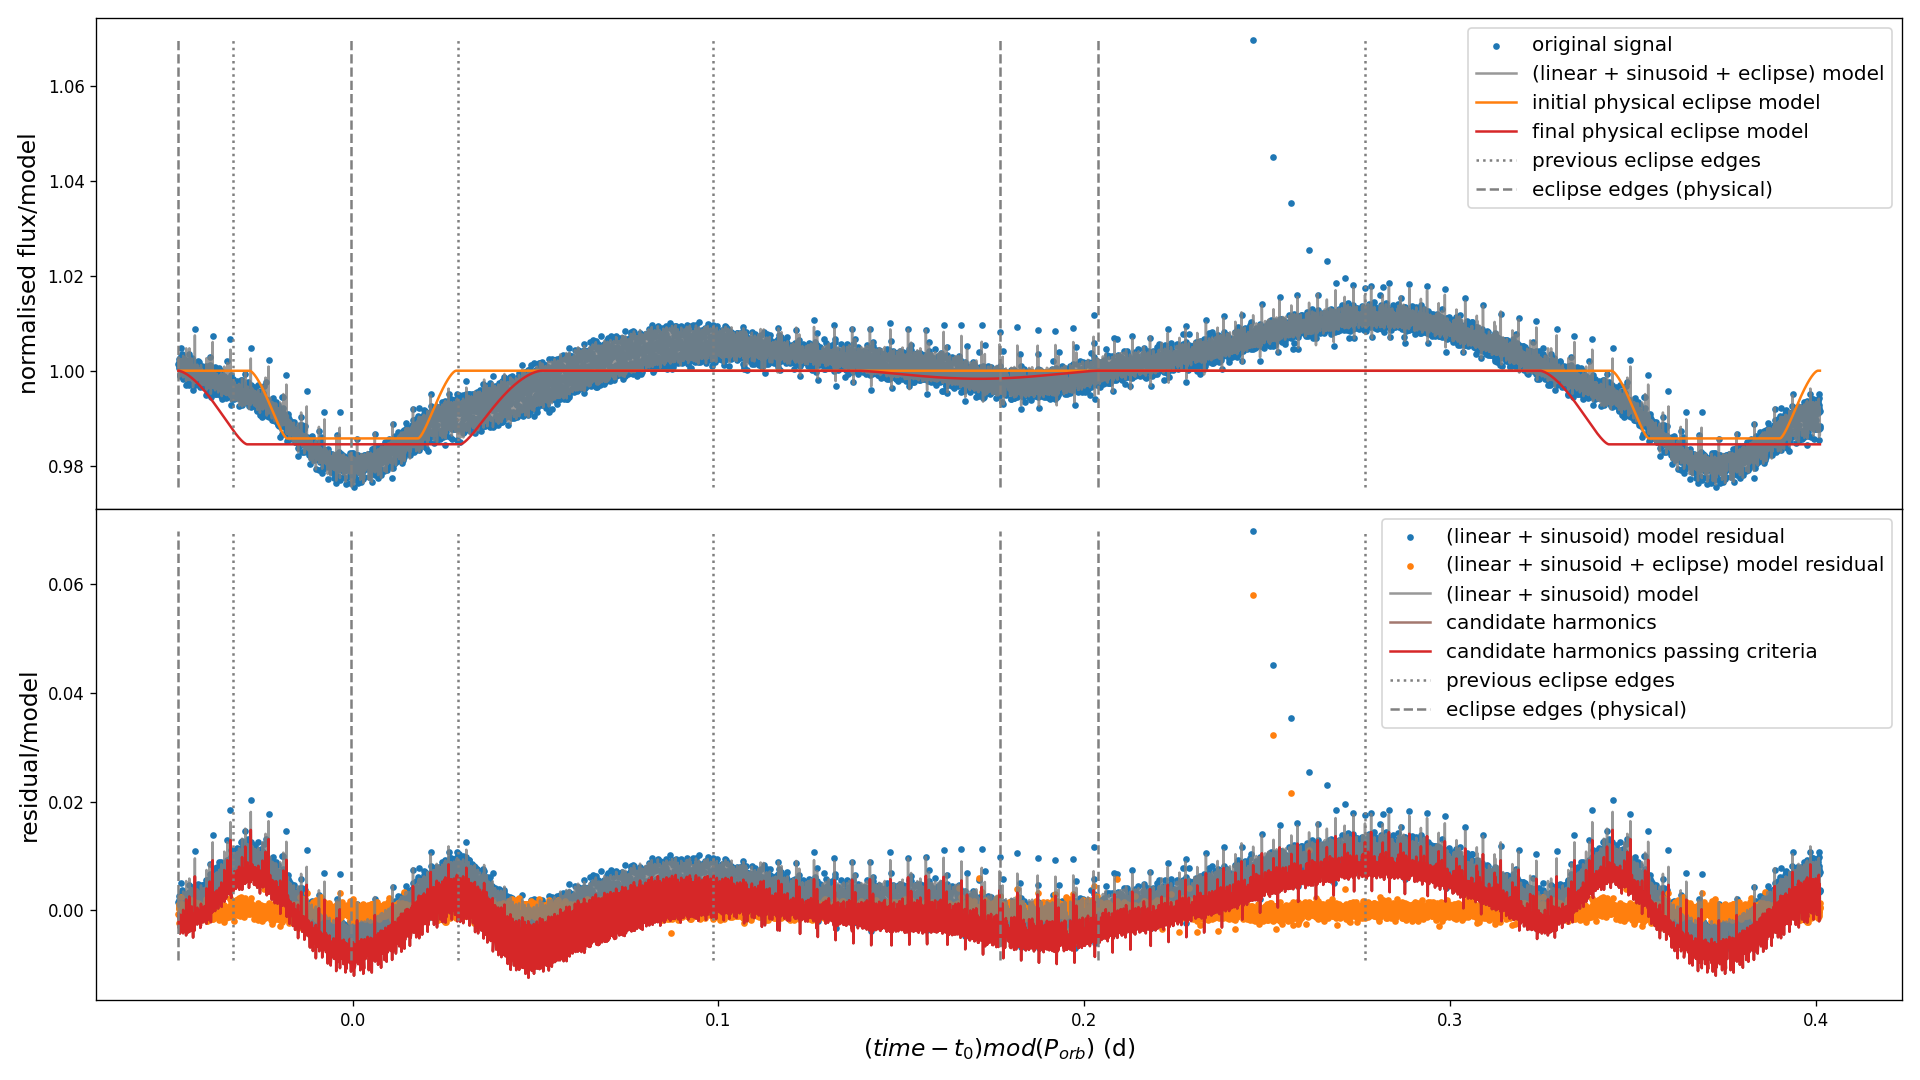 normalised flux/model
1.06
1.04
1.02
1.00
0.98
original signal
(linear + sinusoid + eclipse) model
initial physical eclipse model
final physical eclipse model
previous eclipse edges
eclipse edges (physical)
residual/model
0.06
0.04
0.02
0.00
(linear + sinusoid) model residual
(linear + sinusoid + eclipse) model residual
(linear + sinusoid) model
candidate harmonics
candidate harmonics passing criteria
previous eclipse edges
eclipse edges (physical)
0.0 0.1 0.2 0.3 0.4
(time − t₀)mod(P_{orb}) (d)